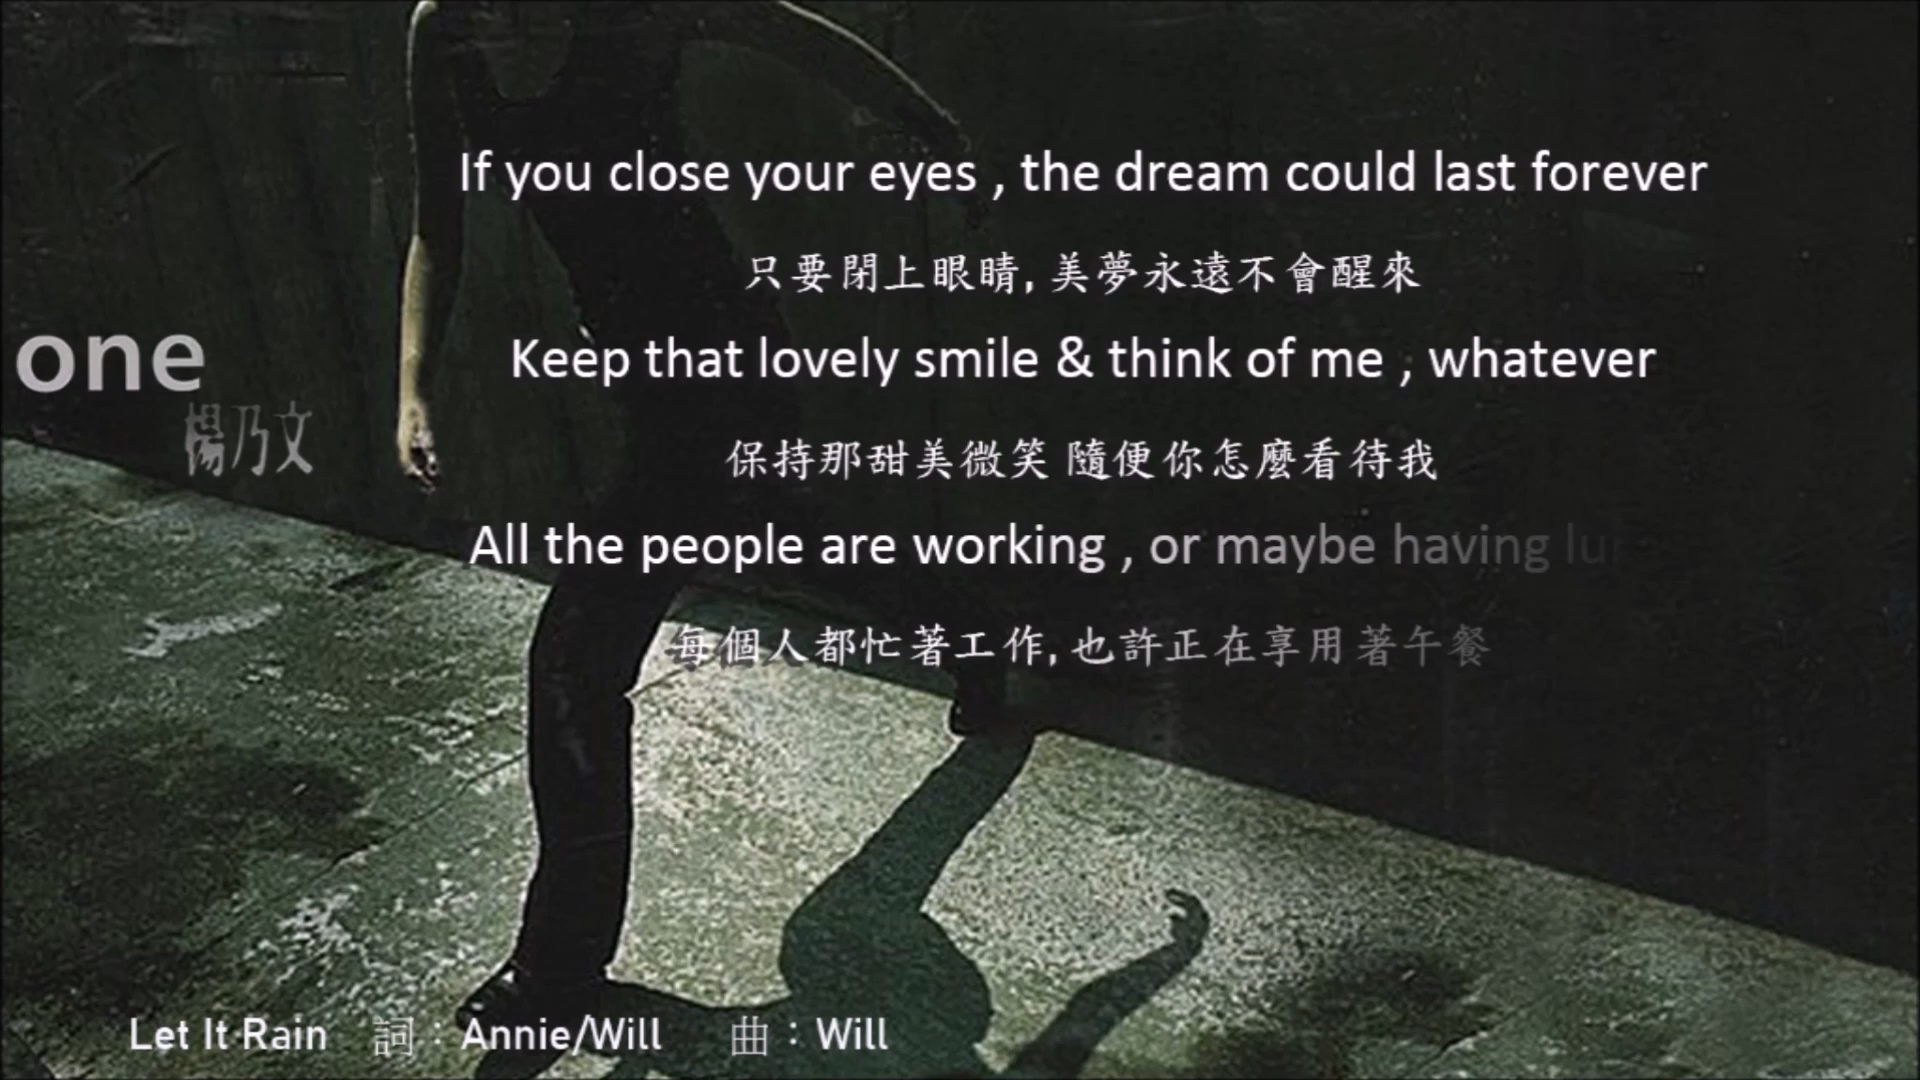 If you close your eyes , the dream could last forever
只要閉上眼睛, 美夢永遠不會醒來
one
Keep that lovely smile & think of me , whatever
楊乃文
保持那甜美微笑 隨便你怎麼看待我
All the people are working , or maybe having
每個人都忙著工作, 也許正在享用著午餐
Let It Rain 詞：Annie/Will 曲：Will